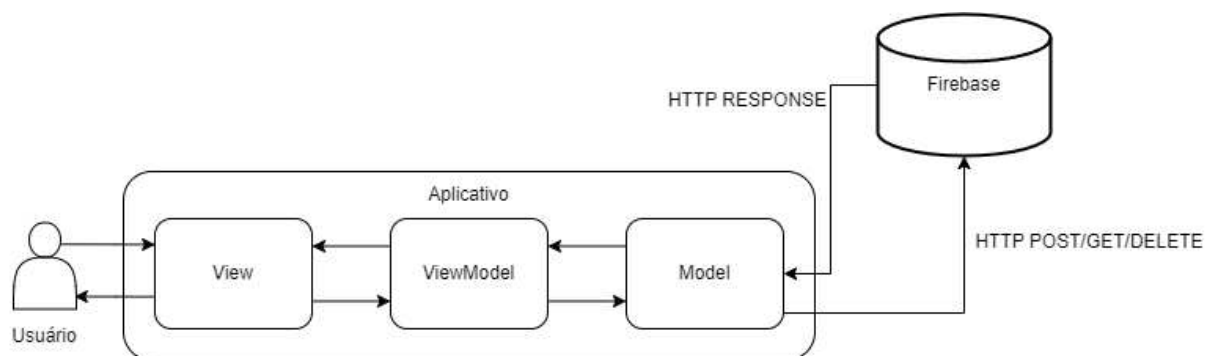 Firebase
HTTP RESPONSE
Aplicativo
HTTP POST/GET/DELETE
View
ViewModel
Model
Usuário